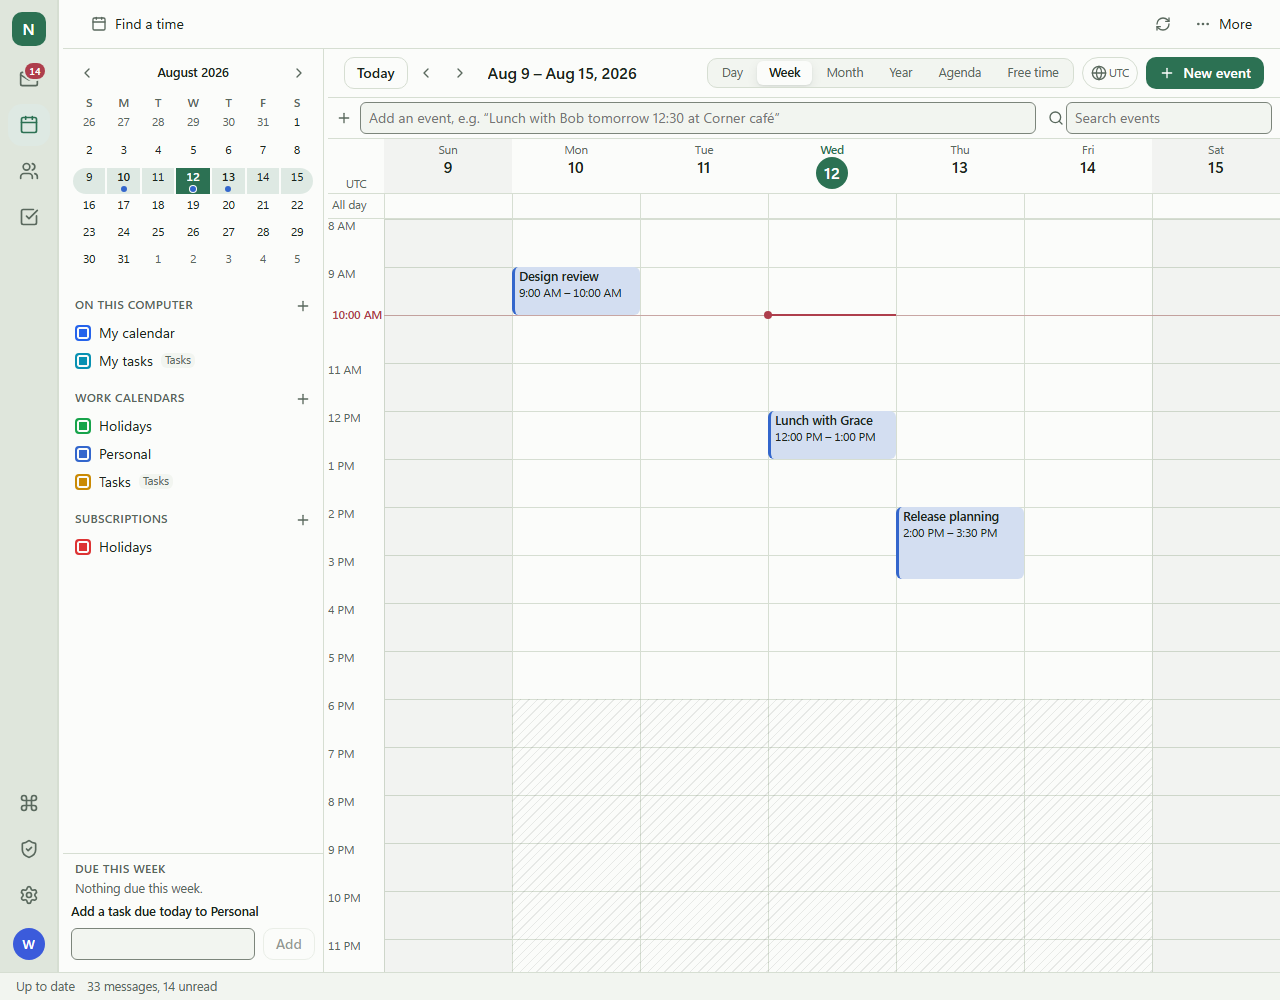 N
Find a time
More
14
August 2026
S M T W T F S
26 27 28 29 30 31 1
2 3 4 5 6 7 8
9 10 11 12 13 14 15
16 17 18 19 20 21 22
23 24 25 26 27 28 29
30 31 1 2 3 4 5
Today
Aug 9 – Aug 15, 2026
Day Week Month Year Agenda Free time
UTC
New event
Add an event, e.g. “Lunch with Bob tomorrow 12:30 at Corner café”
Search events
UTC
Sun 9
Mon 10
Tue 11
Wed 12
Thu 13
Fri 14
Sat 15
All day
8 AM
9 AM
10:00 AM
11 AM
12 PM
1 PM
2 PM
3 PM
4 PM
5 PM
6 PM
7 PM
8 PM
9 PM
10 PM
11 PM
Design review
9:00 AM – 10:00 AM
Lunch with Grace
12:00 PM – 1:00 PM
Release planning
2:00 PM – 3:30 PM
ON THIS COMPUTER
My calendar
My tasks Tasks
WORK CALENDARS
Holidays
Personal
Tasks Tasks
SUBSCRIPTIONS
Holidays
DUE THIS WEEK
Nothing due this week.
Add a task due today to Personal
Add
W
Up to date 33 messages, 14 unread